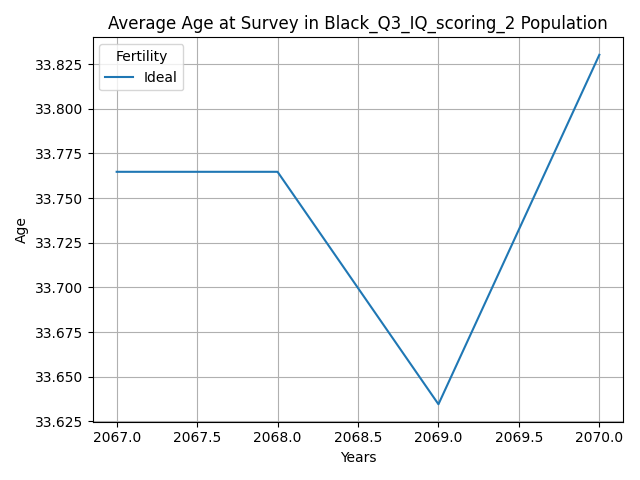 Average Age at Survey in Black_Q3_IQ_scoring_2 Population
Fertility
Ideal
33.825
33.800
33.775
33.750
33.725
33.700
33.675
33.650
33.625
Age
2067.0 2067.5 2068.0 2068.5 2069.0 2069.5 2070.0
Years